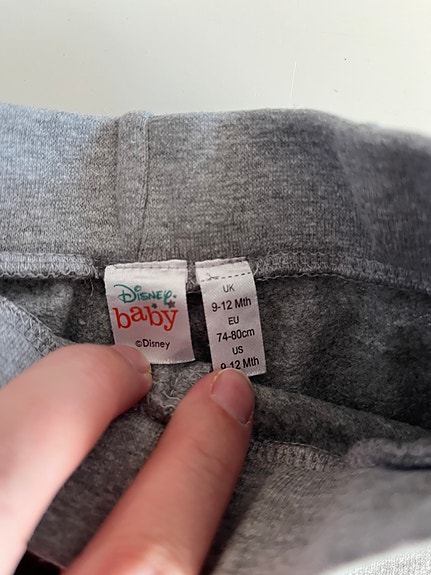 Disney
baby
©Disney
UK
9-12 Mth
EU
74-80cm
US
9-12 Mth